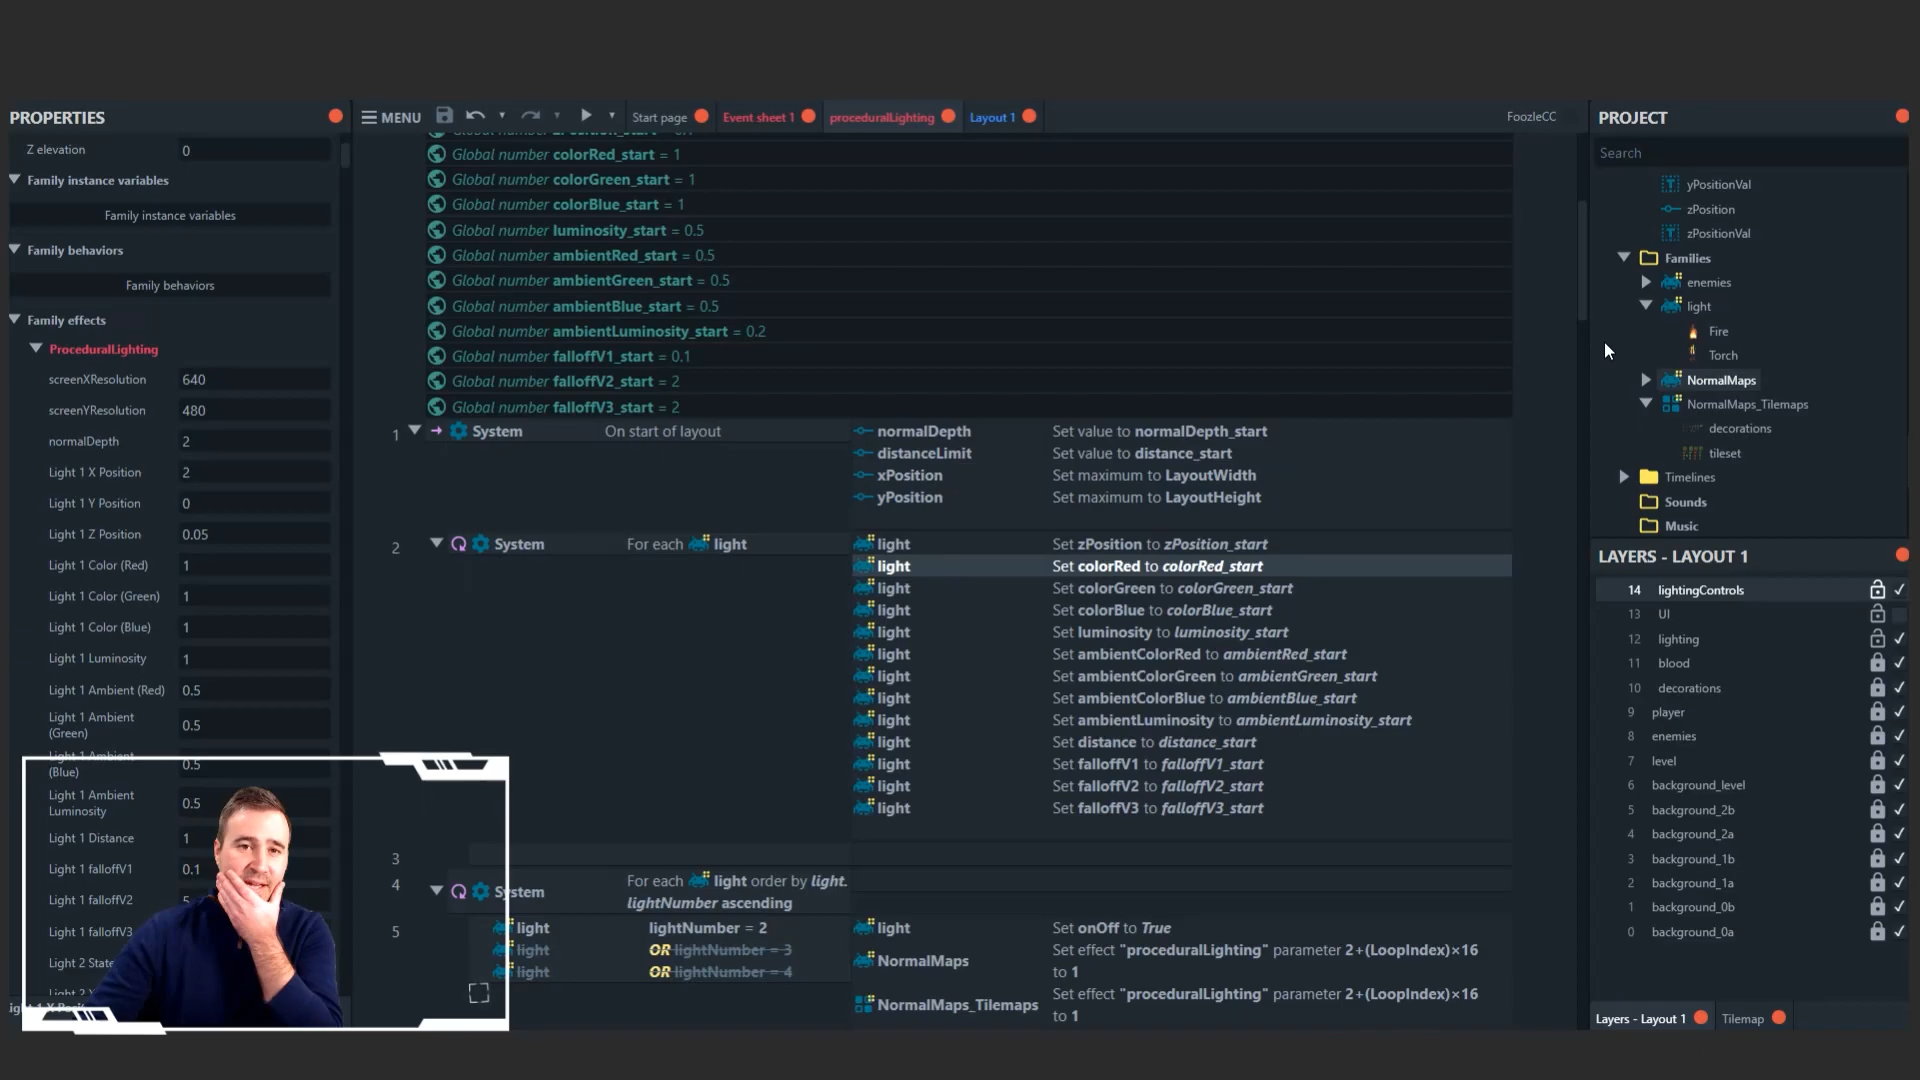 PROPERTIES
Z elevation 0
Family instance variables
Family instance variables
Family behaviors
Family behaviors
Family effects
ProceduralLighting
screenXResolution 640
screenYResolution 480
normalDepth 2
Light 1 X Position 2
Light 1 Y Position 0
Light 1 Z Position 0.05
Light 1 Color (Red) 1
Light 1 Color (Green) 1
Light 1 Color (Blue) 1
Light 1 Luminosity 1
Light 1 Ambient (Red) 0.5
Light 1 Ambient (Green) 0.5
Light 1 Ambient (Blue) 0.5
Light 1 Ambient Luminosity 0.5
Light 1 Distance 1
Light 1 falloffV1 0.1
Light 1 falloffV2 5
Light 1 falloffV3
Light 2 State
Light 2
MENU
Start page
Event sheet 1
proceduralLighting
Layout 1
FoozleCC
Global number colorRed_start = 1
Global number colorGreen_start = 1
Global number colorBlue_start = 1
Global number luminosity_start = 0.5
Global number ambientRed_start = 0.5
Global number ambientGreen_start = 0.5
Global number ambientBlue_start = 0.5
Global number ambientLuminosity_start = 0.2
Global number falloffV1_start = 0.1
Global number falloffV2_start = 2
Global number falloffV3_start = 2
1 System On start of layout normalDepth Set value to normalDepth_start
distanceLimit Set value to distance_start
xPosition Set maximum to LayoutWidth
yPosition Set maximum to LayoutHeight
2 System For each light light Set zPosition to zPosition_start
light Set colorRed to colorRed_start
light Set colorGreen to colorGreen_start
light Set colorBlue to colorBlue_start
light Set luminosity to luminosity_start
light Set ambientColorRed to ambientRed_start
light Set ambientColorGreen to ambientGreen_start
light Set ambientColorBlue to ambientBlue_start
light Set ambientLuminosity to ambientLuminosity_start
light Set distance to distance_start
light Set falloffV1 to falloffV1_start
light Set falloffV2 to falloffV2_start
light Set falloffV3 to falloffV3_start
3
4 System For each light order by light.
lightNumber ascending
5 light lightNumber = 2 light Set onOff to True
light OR lightNumber = 3 NormalMaps Set effect "proceduralLighting" parameter 2+(LoopIndex)×16
light OR lightNumber = 4 to 1
NormalMaps_Tilemaps Set effect "proceduralLighting" parameter 2+(LoopIndex)×16
to 1
PROJECT
Search
yPositionVal
zPosition
zPositionVal
Families
enemies
light
Fire
Torch
NormalMaps
NormalMaps_Tilemaps
decorations
tileset
Timelines
Sounds
Music
LAYERS - LAYOUT 1
14 lightingControls
13 UI
12 lighting
11 blood
10 decorations
9 player
8 enemies
7 level
6 background_level
5 background_2b
4 background_2a
3 background_1b
2 background_1a
1 background_0b
0 background_0a
Layers - Layout 1
Tilemap